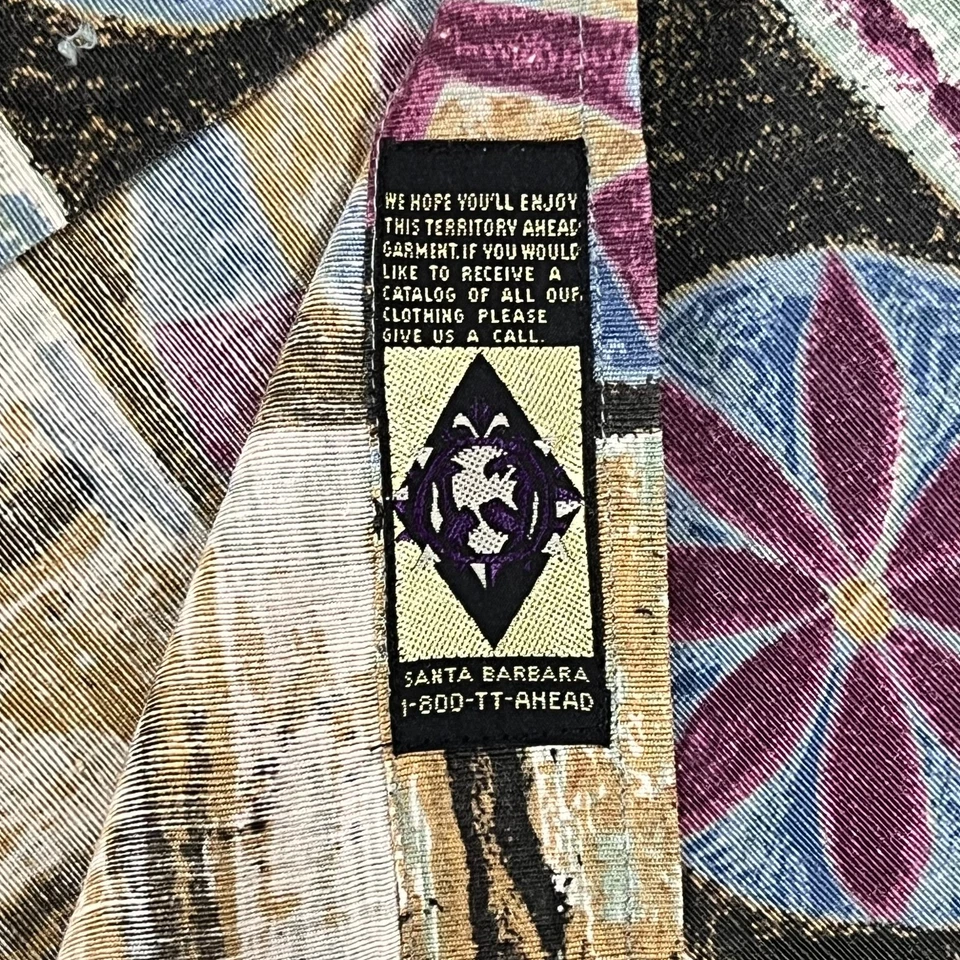 WE HOPE YOU'LL ENJOY
THIS TERRITORY AHEAD
GARMENT. IF YOU WOULD
LIKE TO RECEIVE A
CATALOG OF ALL OUR
CLOTHING PLEASE
GIVE US A CALL.
SANTA BARBARA
1-800-TT-AHEAD